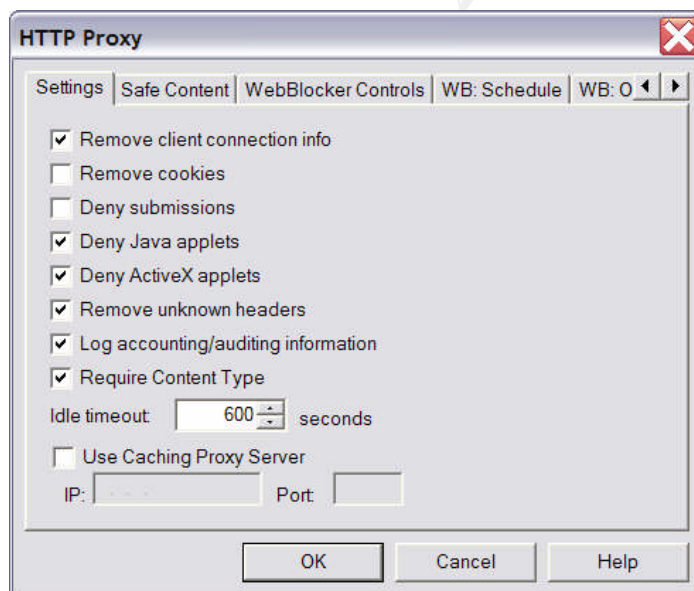 HTTP Proxy
Settings Safe Content WebBlocker Controls WB: Schedule WB: O
Remove client connection info
Remove cookies
Deny submissions
Deny Java applets
Deny ActiveX applets
Remove unknown headers
Log accounting/auditing information
Require Content Type
Idle timeout: 600 seconds
Use Caching Proxy Server
IP: . . . Port:
OK Cancel Help